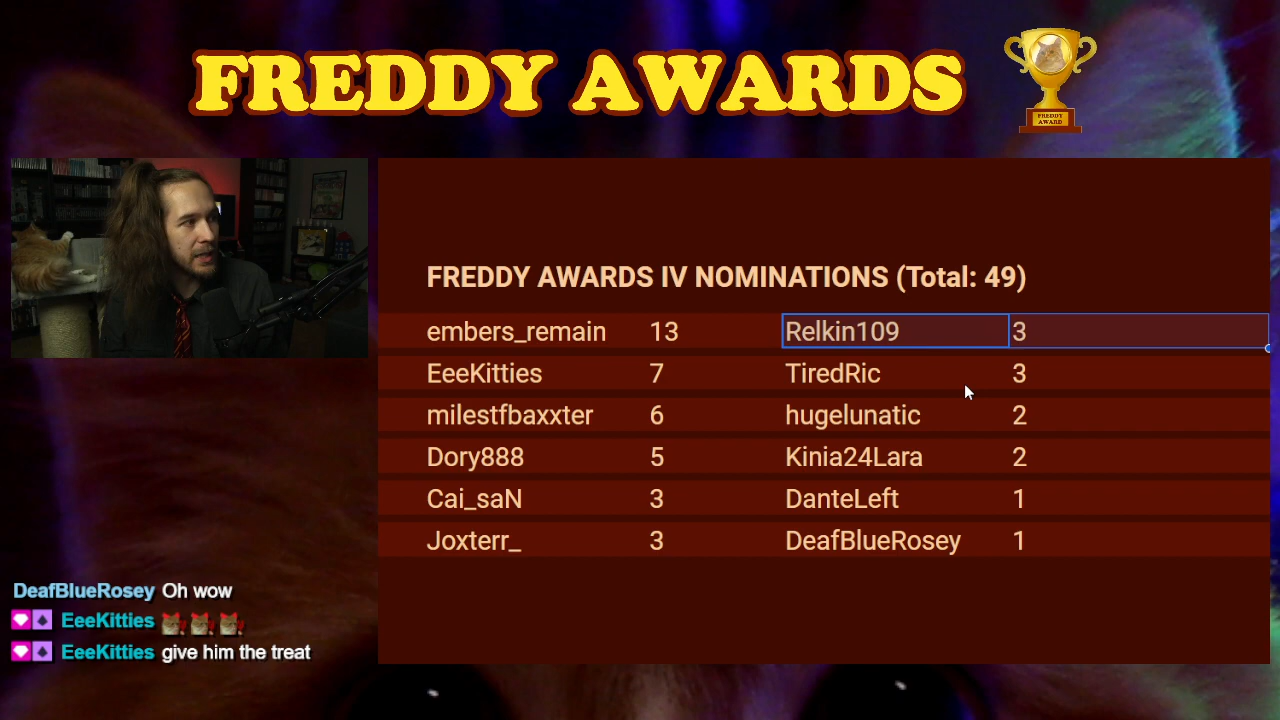 FREDDY AWARDS
FREDDY
AWARD
FREDDY AWARDS IV NOMINATIONS (Total: 49)
embers_remain 13 Relkin109 3
EeeKitties 7 TiredRic 3
milestfbaxxter 6 hugelunatic 2
Dory888 5 Kinia24Lara 2
Cai_saN 3 DanteLeft 1
Joxterr_ 3 DeafBlueRosey 1
DeafBlueRosey Oh wow
EeeKitties
EeeKitties give him the treat